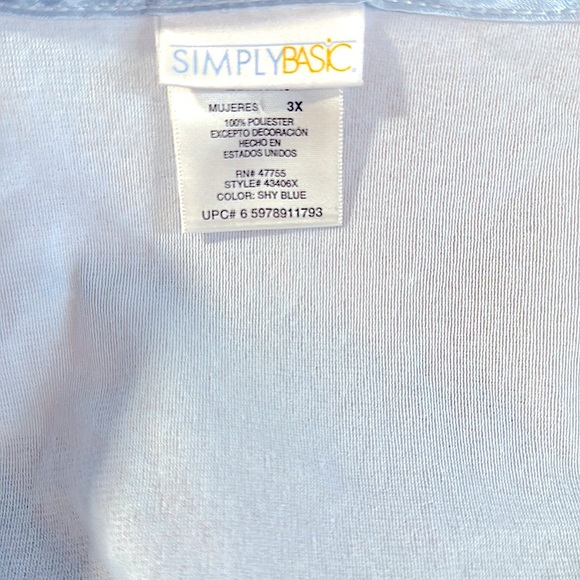 SIMPLYBASIC
MUJERES 3X
100% POLIESTER
EXCEPTO DECORACIÓN
HECHO EN
ESTADOS UNIDOS
RN# 47755
STYLE# 43406X
COLOR: SHY BLUE
UPC# 6 5978911793